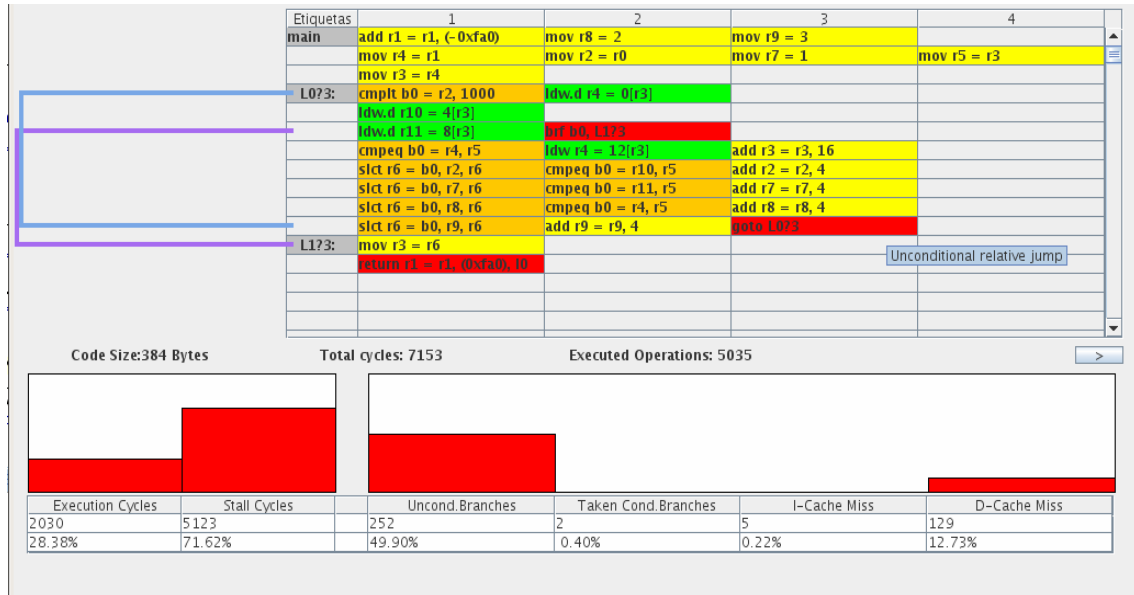 Etiquetas 1 2 3 4
main add r1 = r1, (-0xfa0) mov r8 = 2 mov r9 = 3
mov r4 = r1 mov r2 = r0 mov r7 = 1 mov r5 = r3
mov r3 = r4
L0?3: cmplt b0 = r2, 1000 ldw.d r4 = 0[r3]
ldw.d r10 = 4[r3]
ldw.d r11 = 8[r3] brf b0, L1?3
cmpeq b0 = r4, r5 ldw r4 = 12[r3] add r3 = r3, 16
slct r6 = b0, r2, r6 cmpeq b0 = r10, r5 add r2 = r2, 4
slct r6 = b0, r7, r6 cmpeq b0 = r11, r5 add r7 = r7, 4
slct r6 = b0, r8, r6 cmpeq b0 = r4, r5 add r8 = r8, 4
slct r6 = b0, r9, r6 add r9 = r9, 4 goto L0?3
L1?3: mov r3 = r6
Unconditional relative jump
return r1 = r1, (0xfa0), l0
Code Size:384 Bytes Total cycles: 7153 Executed Operations: 5035 >
Execution Cycles Stall Cycles Uncond.Branches Taken Cond.Branches I-Cache Miss D-Cache Miss
2030 5123 252 2 5 129
28.38% 71.62% 49.90% 0.40% 0.22% 12.73%